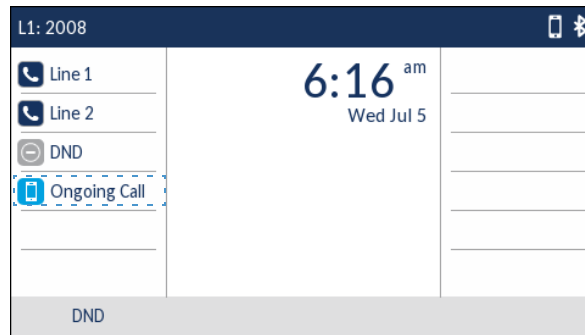 L1: 2008
Line 1
Line 2
DND
Ongoing Call
6:16 am
Wed Jul 5
DND